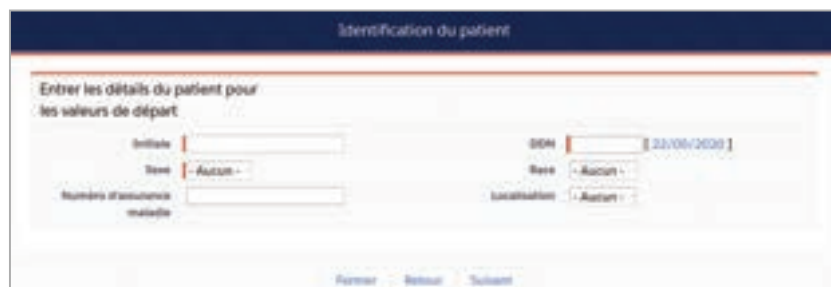 Identification du patient
Entrer les détails du patient pour
les valeurs de départ
Initiale
DDN [ 22/00/2020 ]
Sexe - Aucun -
Race - Aucun -
Numéro d'assurance
maladie
Localisation - Aucun -
Fermer Retour Suivant